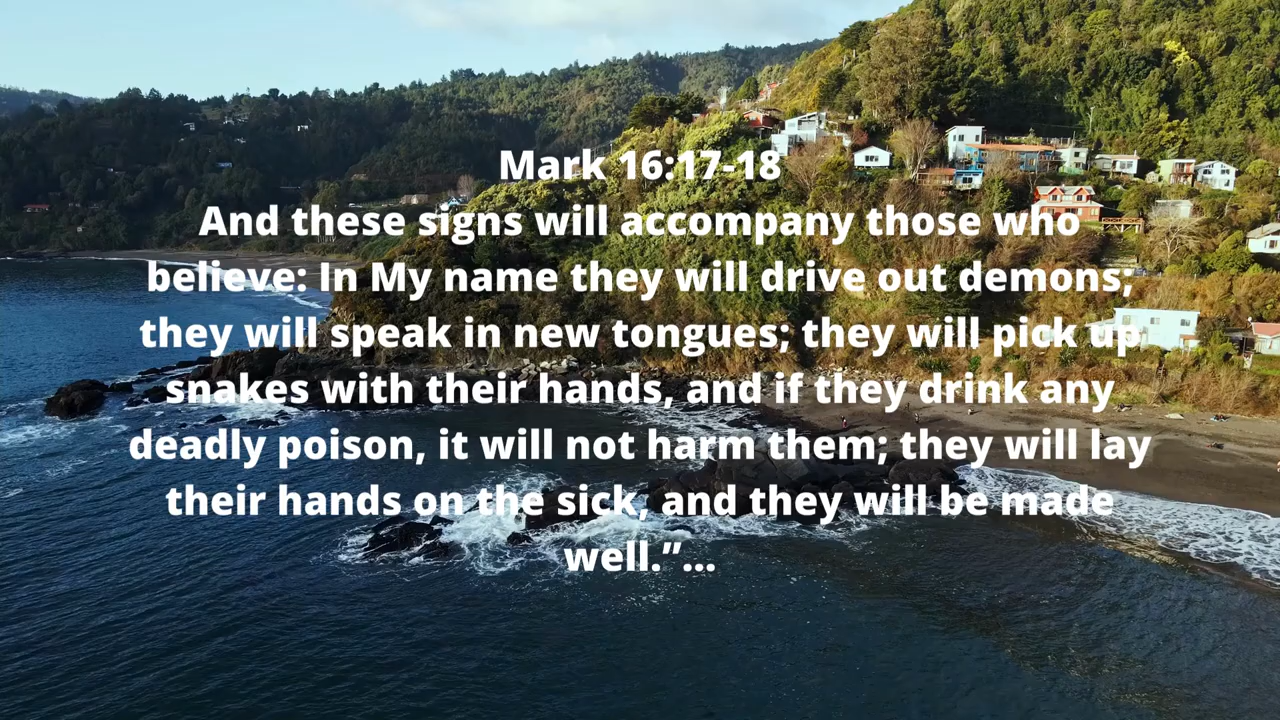 Mark 16:17-18
And these signs will accompany those who
believe: In My name they will drive out demons;
they will speak in new tongues; they will pick up
snakes with their hands, and if they drink any
deadly poison, it will not harm them; they will lay
their hands on the sick, and they will be made
well.”...